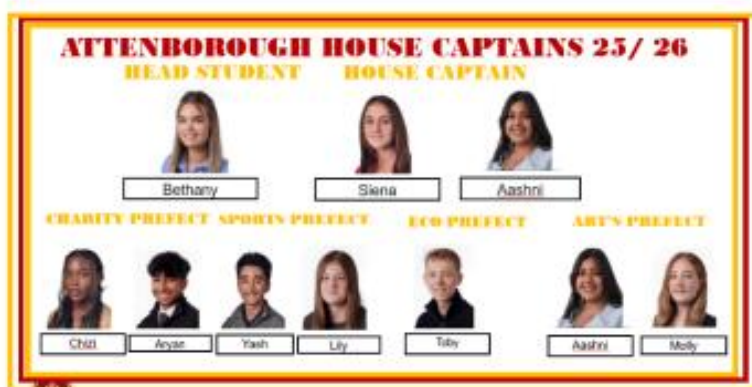 ATTENBOROUGH HOUSE CAPTAINS 25/ 26
HEAD STUDENT HOUSE CAPTAIN
Bethany Siena Aashni
CHARITY PREFECT SPORTS PREFECT ECO PREFECT ART'S PREFECT
Chizi Aryan Yash Lily Toby Aashni Molly